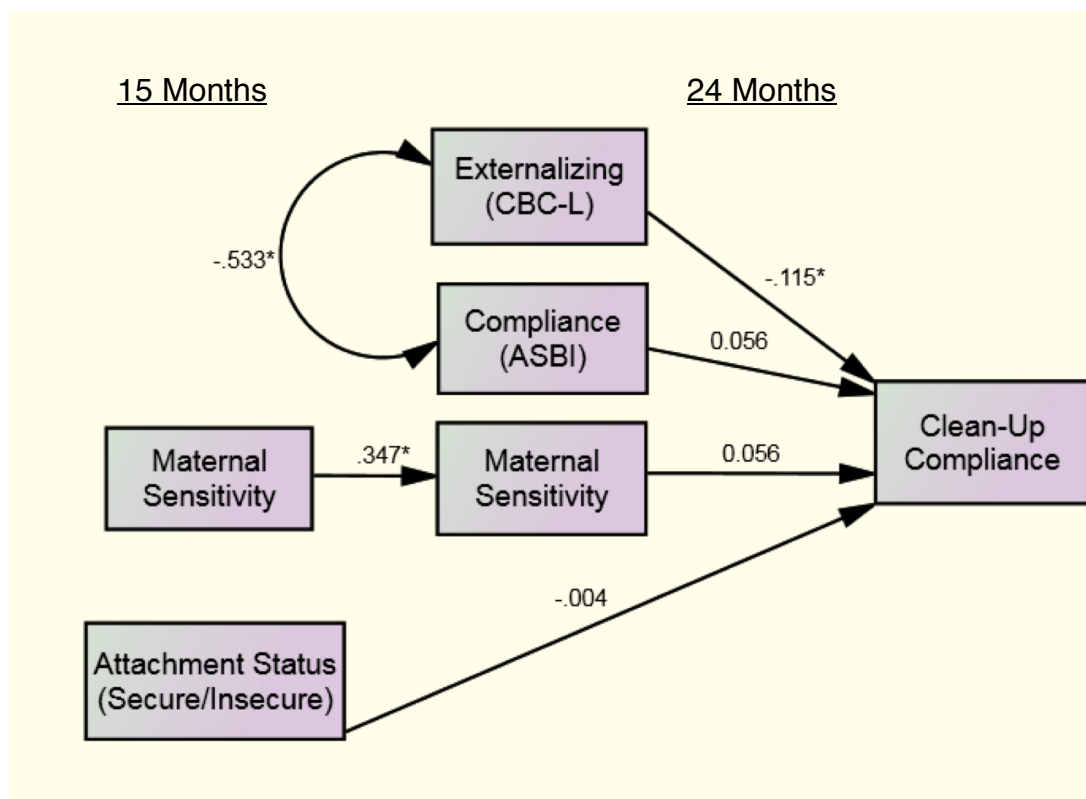 15 Months
24 Months
Externalizing
(CBC-L)
-.533*
-.115*
Compliance
(ASBI)
0.056
Clean-Up
Compliance
Maternal
Sensitivity
.347*
Maternal
Sensitivity
0.056
-.004
Attachment Status
(Secure/Insecure)